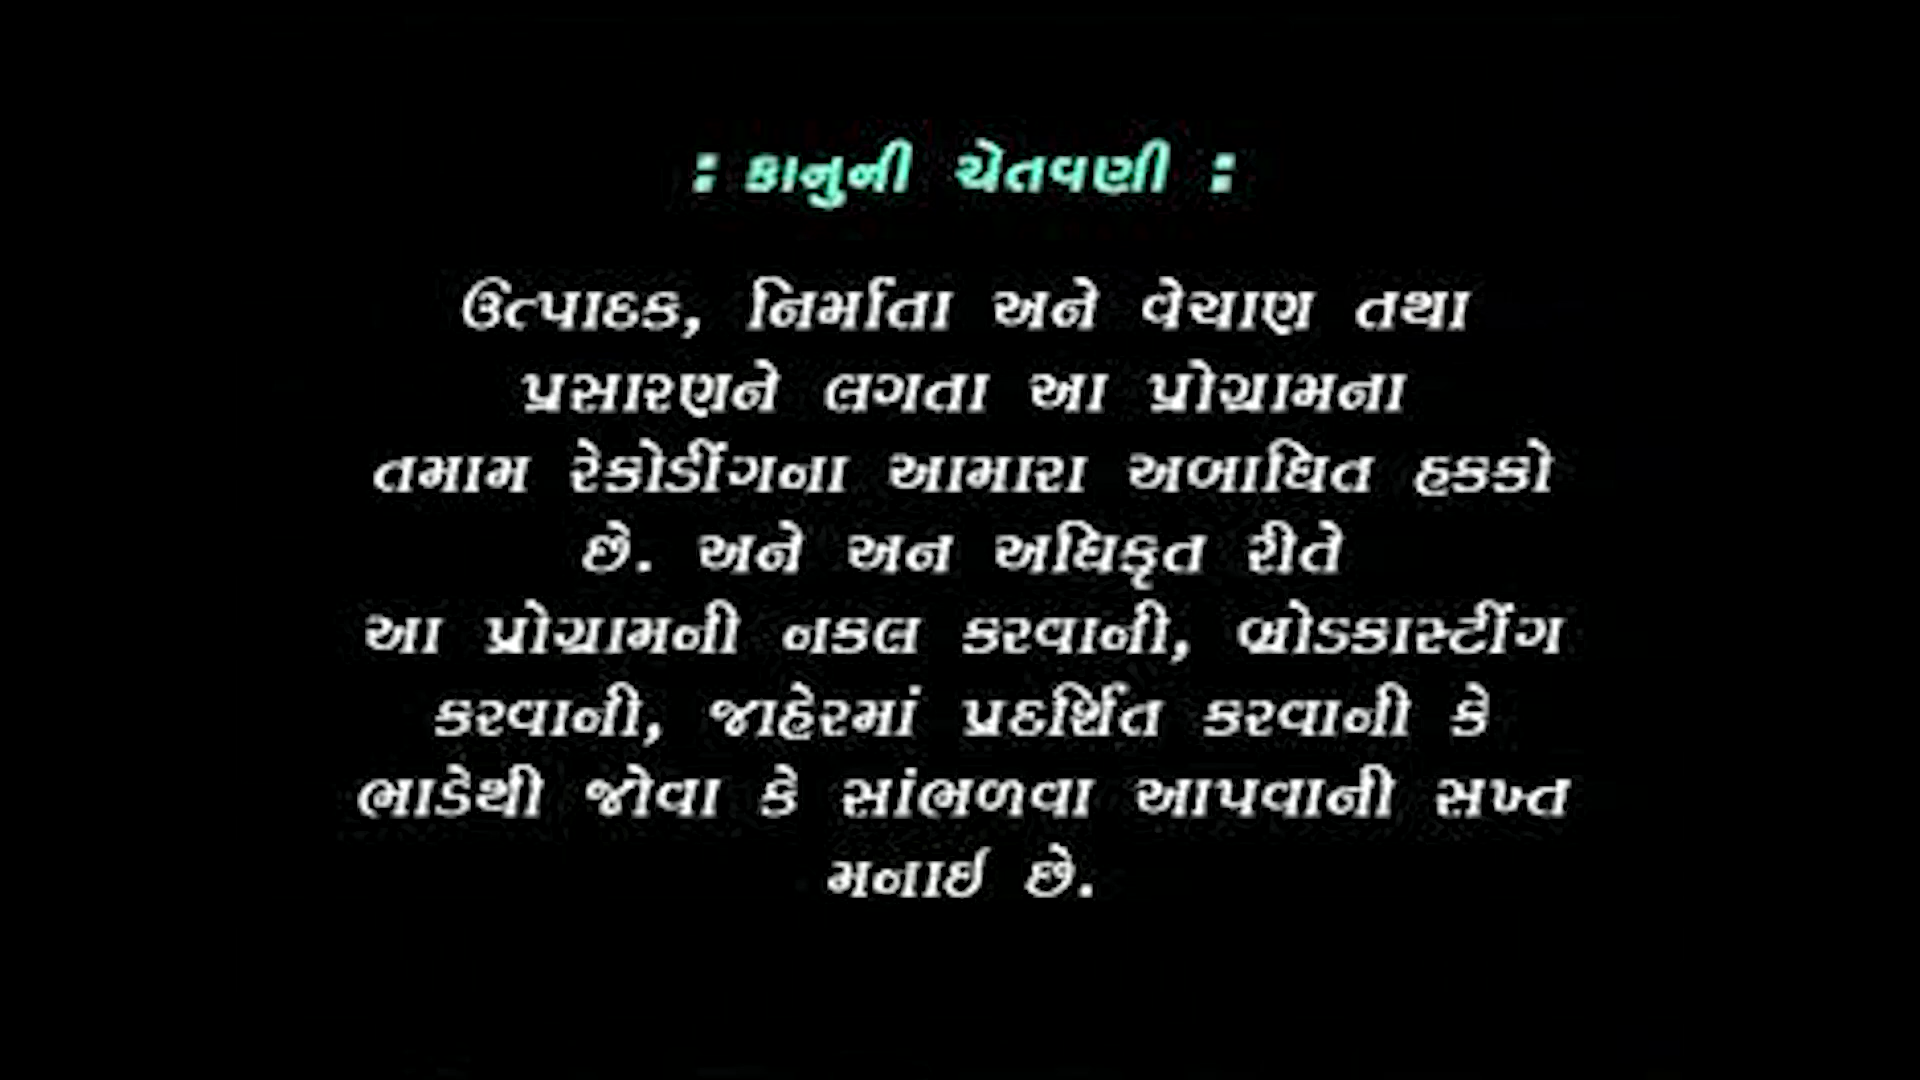 : કાનુની ચેતવણી :
ઉત્પાદક, નિર્માતા અને વેચાણ તથા
પ્રસારણને લગતા આ પ્રોગ્રામના
તમામ રેકોર્ડીંગના આમારા અબાધિત હકકો
છે. અને અન અધિકૃત રીતે
આ પ્રોગ્રામની નકલ કરવાની, બ્રોડકાસ્ટીંગ
કરવાની, જાહેરમાં પ્રદર્શિત કરવાની કે
ભાડેથી જોવા કે સાંભળવા આપવાની સખ્ત
મનાઈ છે.